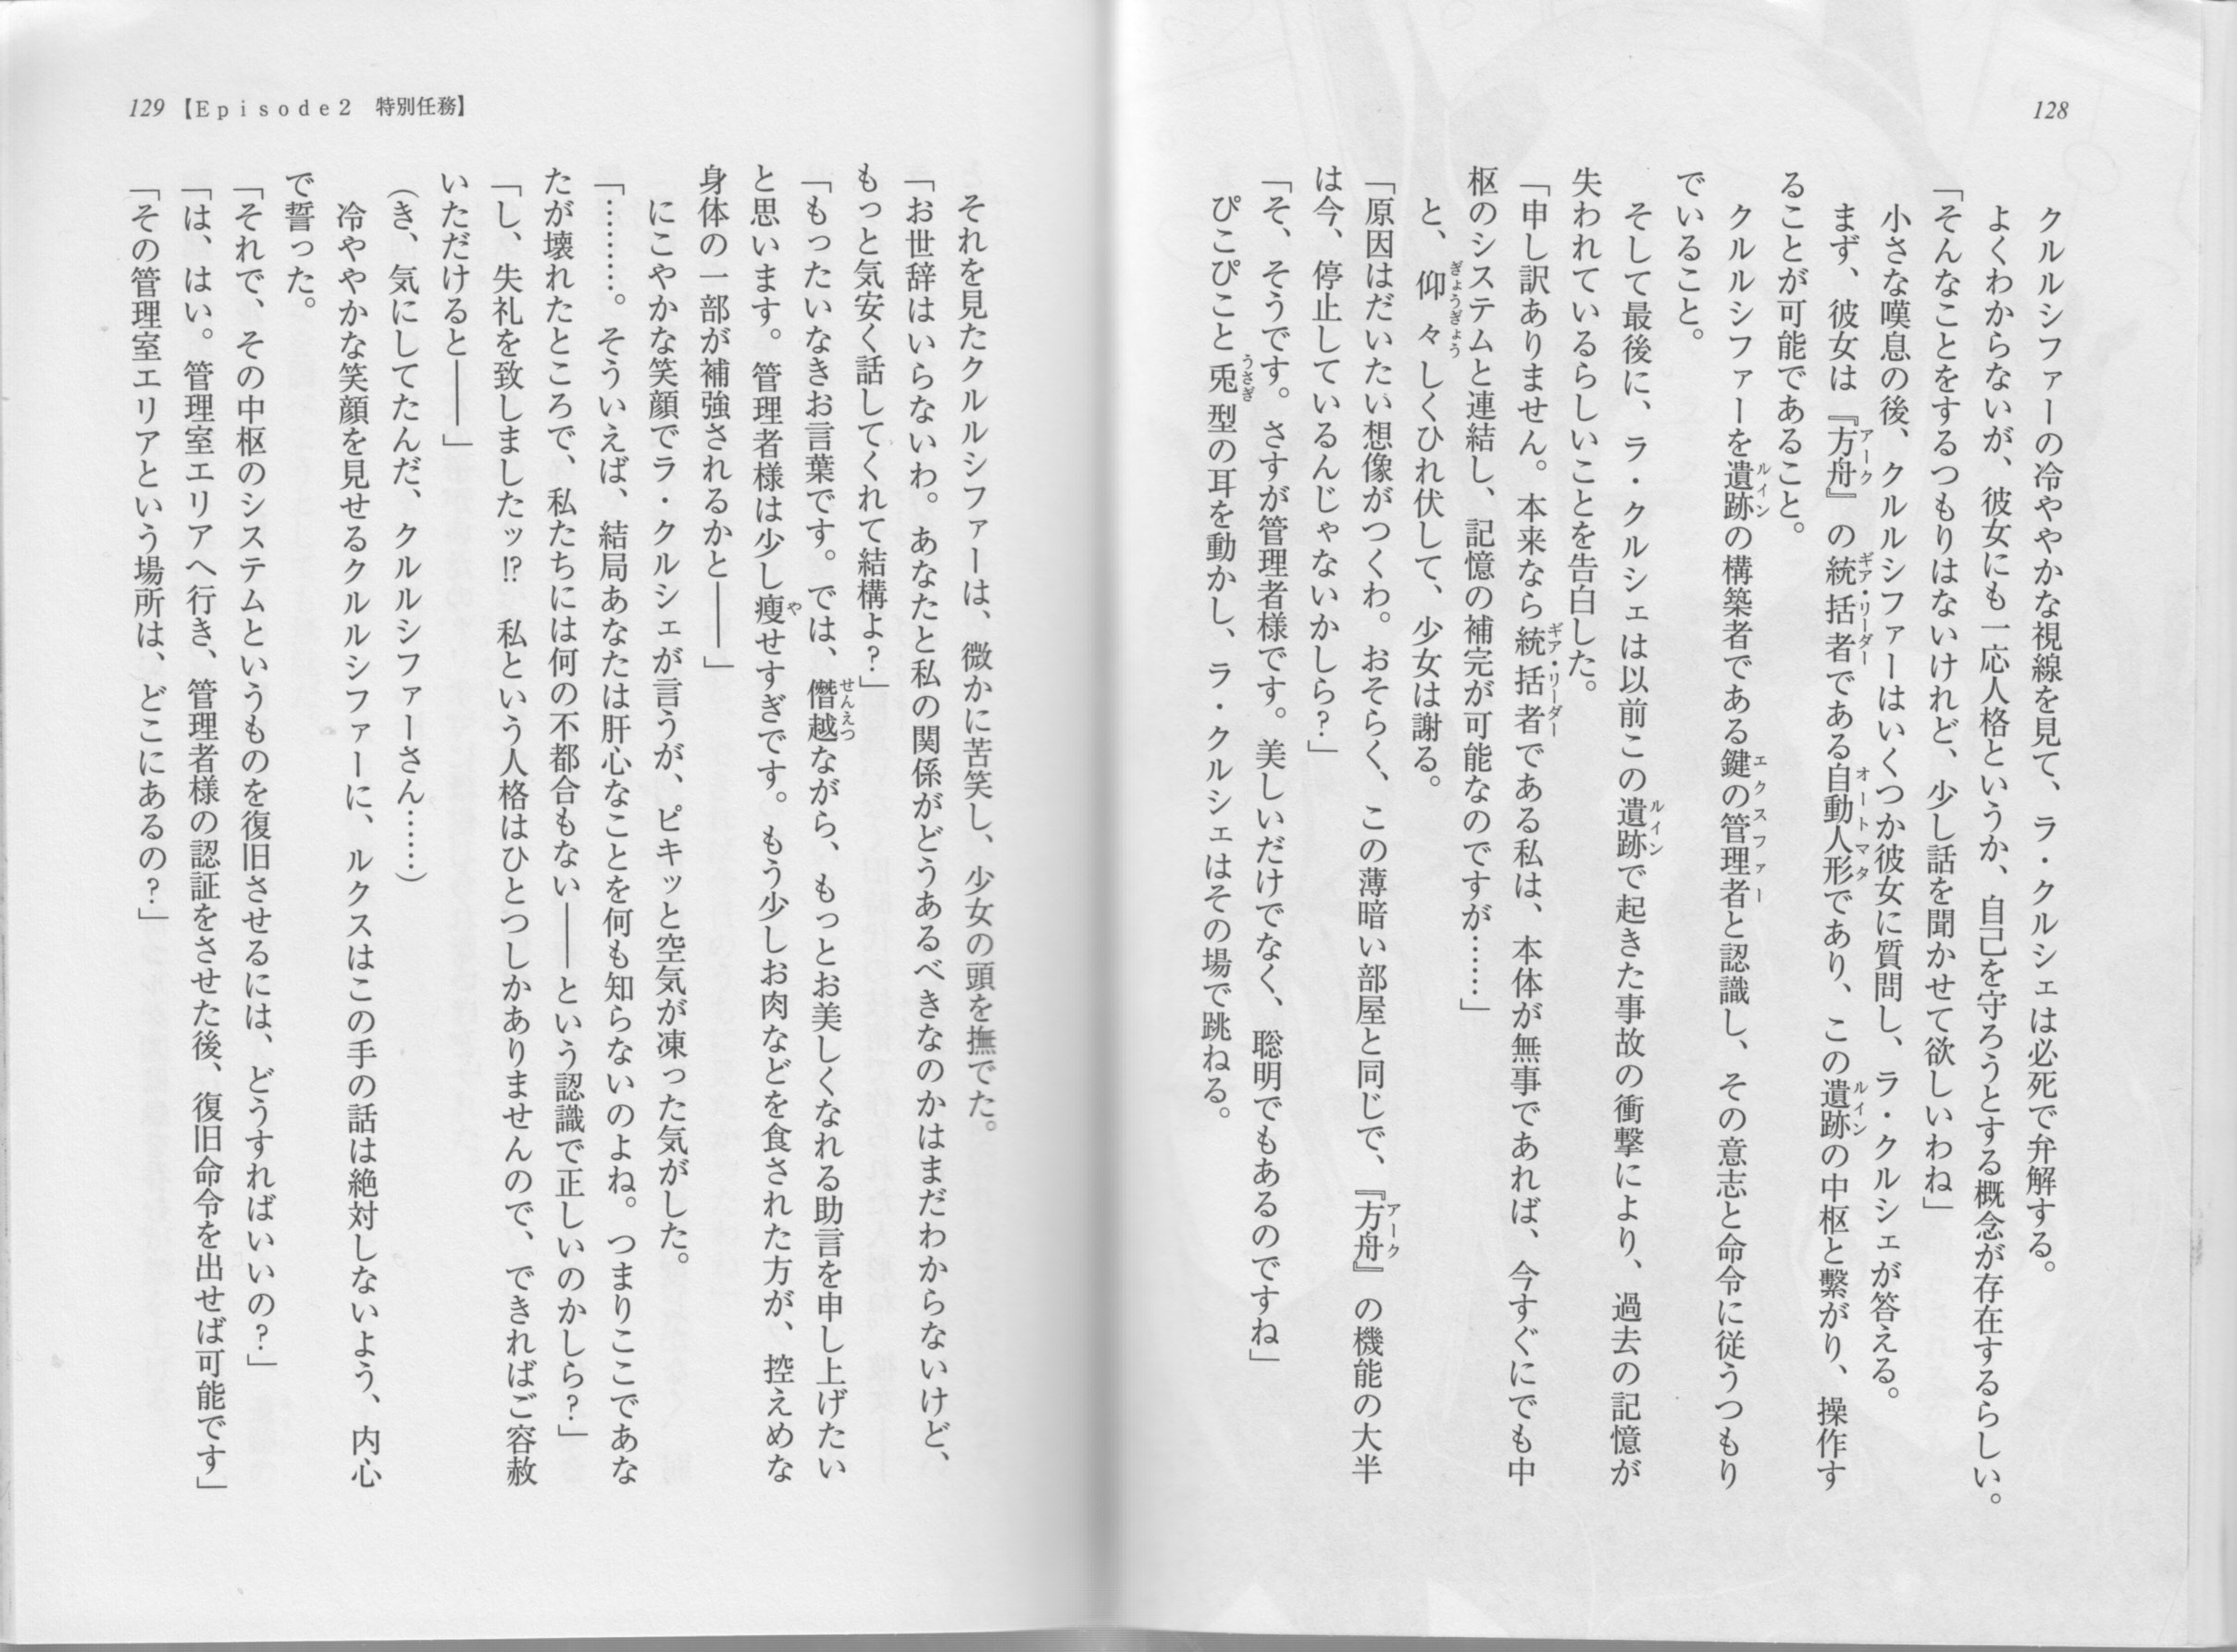 128
クルルシファーの冷ややかな視線を見て、ラ・クルシェは必死で弁解する。
よくわからないが、彼女にも一応人格というか、自己を守ろうとする概念が存在するらしい。
「そんなことをするつもりはないけれど、少し話を聞かせて欲しいわね」
小さな嘆息の後、クルルシファーはいくつか彼女に質問し、ラ・クルシェが答える。
まず、彼女は『方舟』の統括者である自動人形であり、この遺跡の中枢と繋がり、操作す
アーク
ギア・リーダー
オートマタ
ルイン
ることが可能であること。
クルルシファーを遺跡の構築者である鍵の管理者と認識し、その意志と命令に従うつもり
ルイン
エクスファー
でいること。
そして最後に、ラ・クルシェは以前この遺跡で起きた事故の衝撃により、過去の記憶が
ルイン
失われているらしいことを告白した。
「申し訳ありません。本来なら統括者である私は、本体が無事であれば、今すぐにでも中
ギア・リーダー
枢のシステムと連結し、記憶の補完が可能なのですが……」
と、仰々しくひれ伏して、少女は謝る。
ぎょうぎょう
「原因はだいたい想像がつくわ。おそらく、この薄暗い部屋と同じで、『方舟』の機能の大半
アーク
は今、停止しているんじゃないかしら？」
「そ、そうです。さすが管理者様です。美しいだけでなく、聡明でもあるのですね」
ぴこぴこと兎型の耳を動かし、ラ・クルシェはその場で跳ねる。
うさぎ
129【Episode2　特別任務】
それを見たクルルシファーは、微かに苦笑し、少女の頭を撫でた。
「お世辞はいらないわ。あなたと私の関係がどうあるべきなのかはまだわからないけど、
もっと気安く話してくれて結構よ？」
「もったいなきお言葉です。では、僭越ながら、もっとお美しくなれる助言を申し上げたい
せんえつ
と思います。管理者様は少し痩せすぎです。もう少しお肉などを食された方が、控えめな
や
身体の一部が補強されるかと――」
にこやかな笑顔でラ・クルシェが言うが、ピキッと空気が凍った気がした。
「………。そういえば、結局あなたは肝心なことを何も知らないのよね。つまりここであな
たが壊れたところで、私たちには何の不都合もない――という認識で正しいのかしら？」
「し、失礼を致しましたッ!?　私という人格はひとつしかありませんので、できればご容赦
いただけると――」
（き、気にしてたんだ、クルルシファーさん……）
冷ややかな笑顔を見せるクルルシファーに、ルクスはこの手の話は絶対しないよう、内心
で誓った。
「それで、その中枢のシステムというものを復旧させるには、どうすればいいの？」
「は、はい。管理室エリアへ行き、管理者様の認証をさせた後、復旧命令を出せば可能です」
「その管理室エリアという場所は、どこにあるの？」